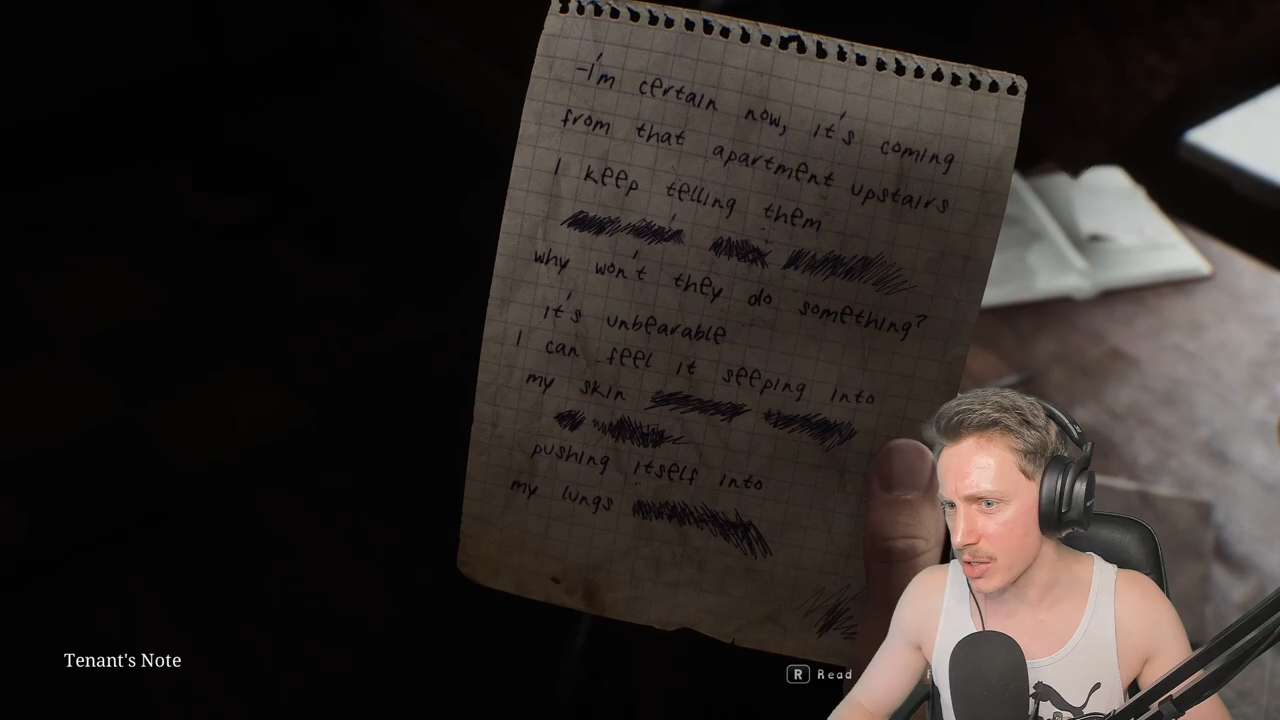 -I'm certain now, it's coming
from that apartment upstairs
I keep telling them
why won't they do something?
it's unbearable
I can feel it seeping into
my skin
pushing itself into
my lungs
Tenant's Note
R Read